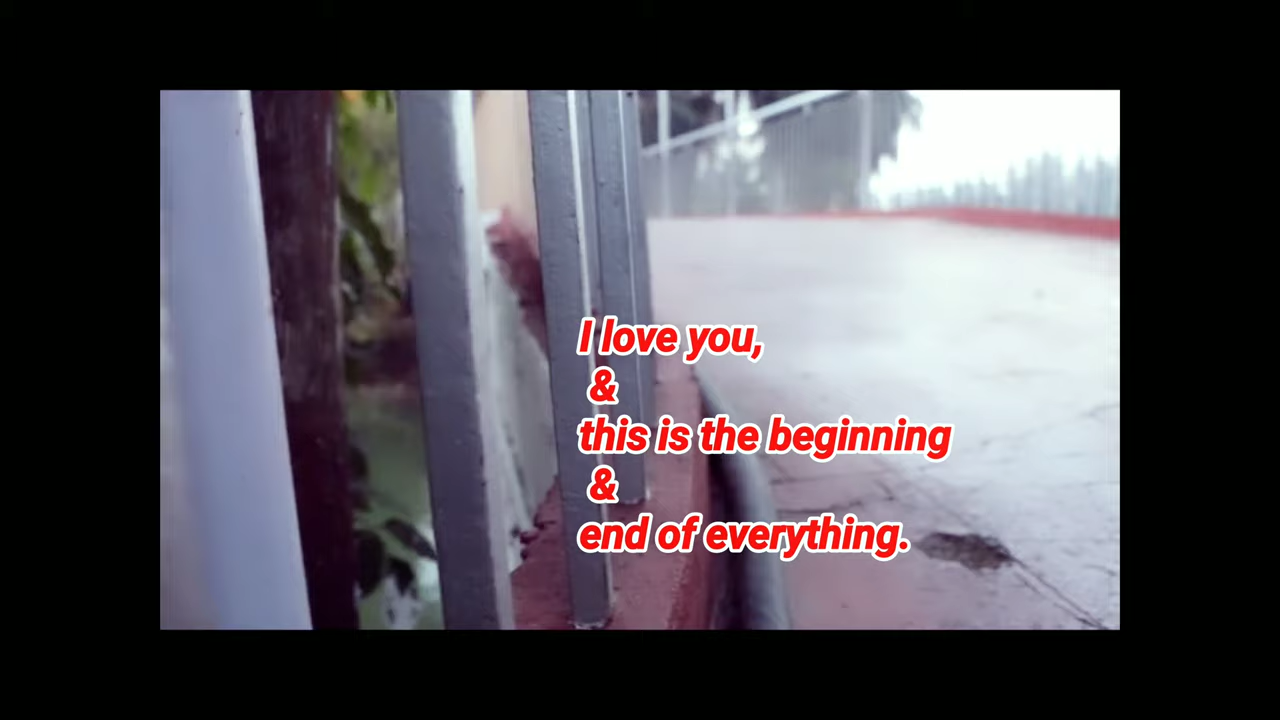 I love you,
&
this is the beginning
&
end of everything.